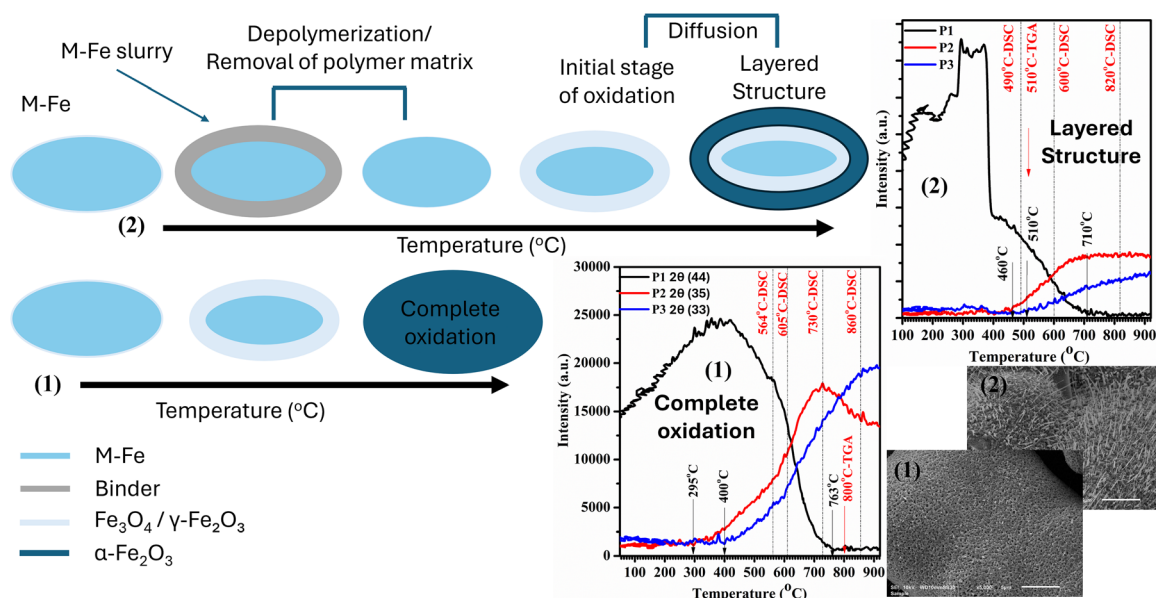 M-Fe slurry
M-Fe
Depolymerization/
Removal of polymer matrix
Diffusion
Initial stage
of oxidation
Layered
Structure
(2)
Temperature (°C)
Complete
oxidation
(1)
Temperature (°C)
M-Fe
Binder
Fe₃O₄ / γ-Fe₂O₃
α-Fe₂O₃
Intensity (a.u.)
P1
P2
P3
490°C-DSC
510°C-TGA
600°C-DSC
820°C-DSC
Layered
Structure
(2)
460°C
510°C
710°C
100 200 300 400 500 600 700 800 900
Temperature (°C)
Intensity (a.u.)
30000
25000
20000
15000
10000
5000
0
P1 2θ (44)
P2 2θ (35)
P3 2θ (33)
564°C-DSC
605°C-DSC
730°C-DSC
860°C-DSC
(1)
Complete
oxidation
295°C
400°C
763°C
800°C-TGA
100 200 300 400 500 600 700 800 900
Temperature (°C)
(2)
(1)
Sample